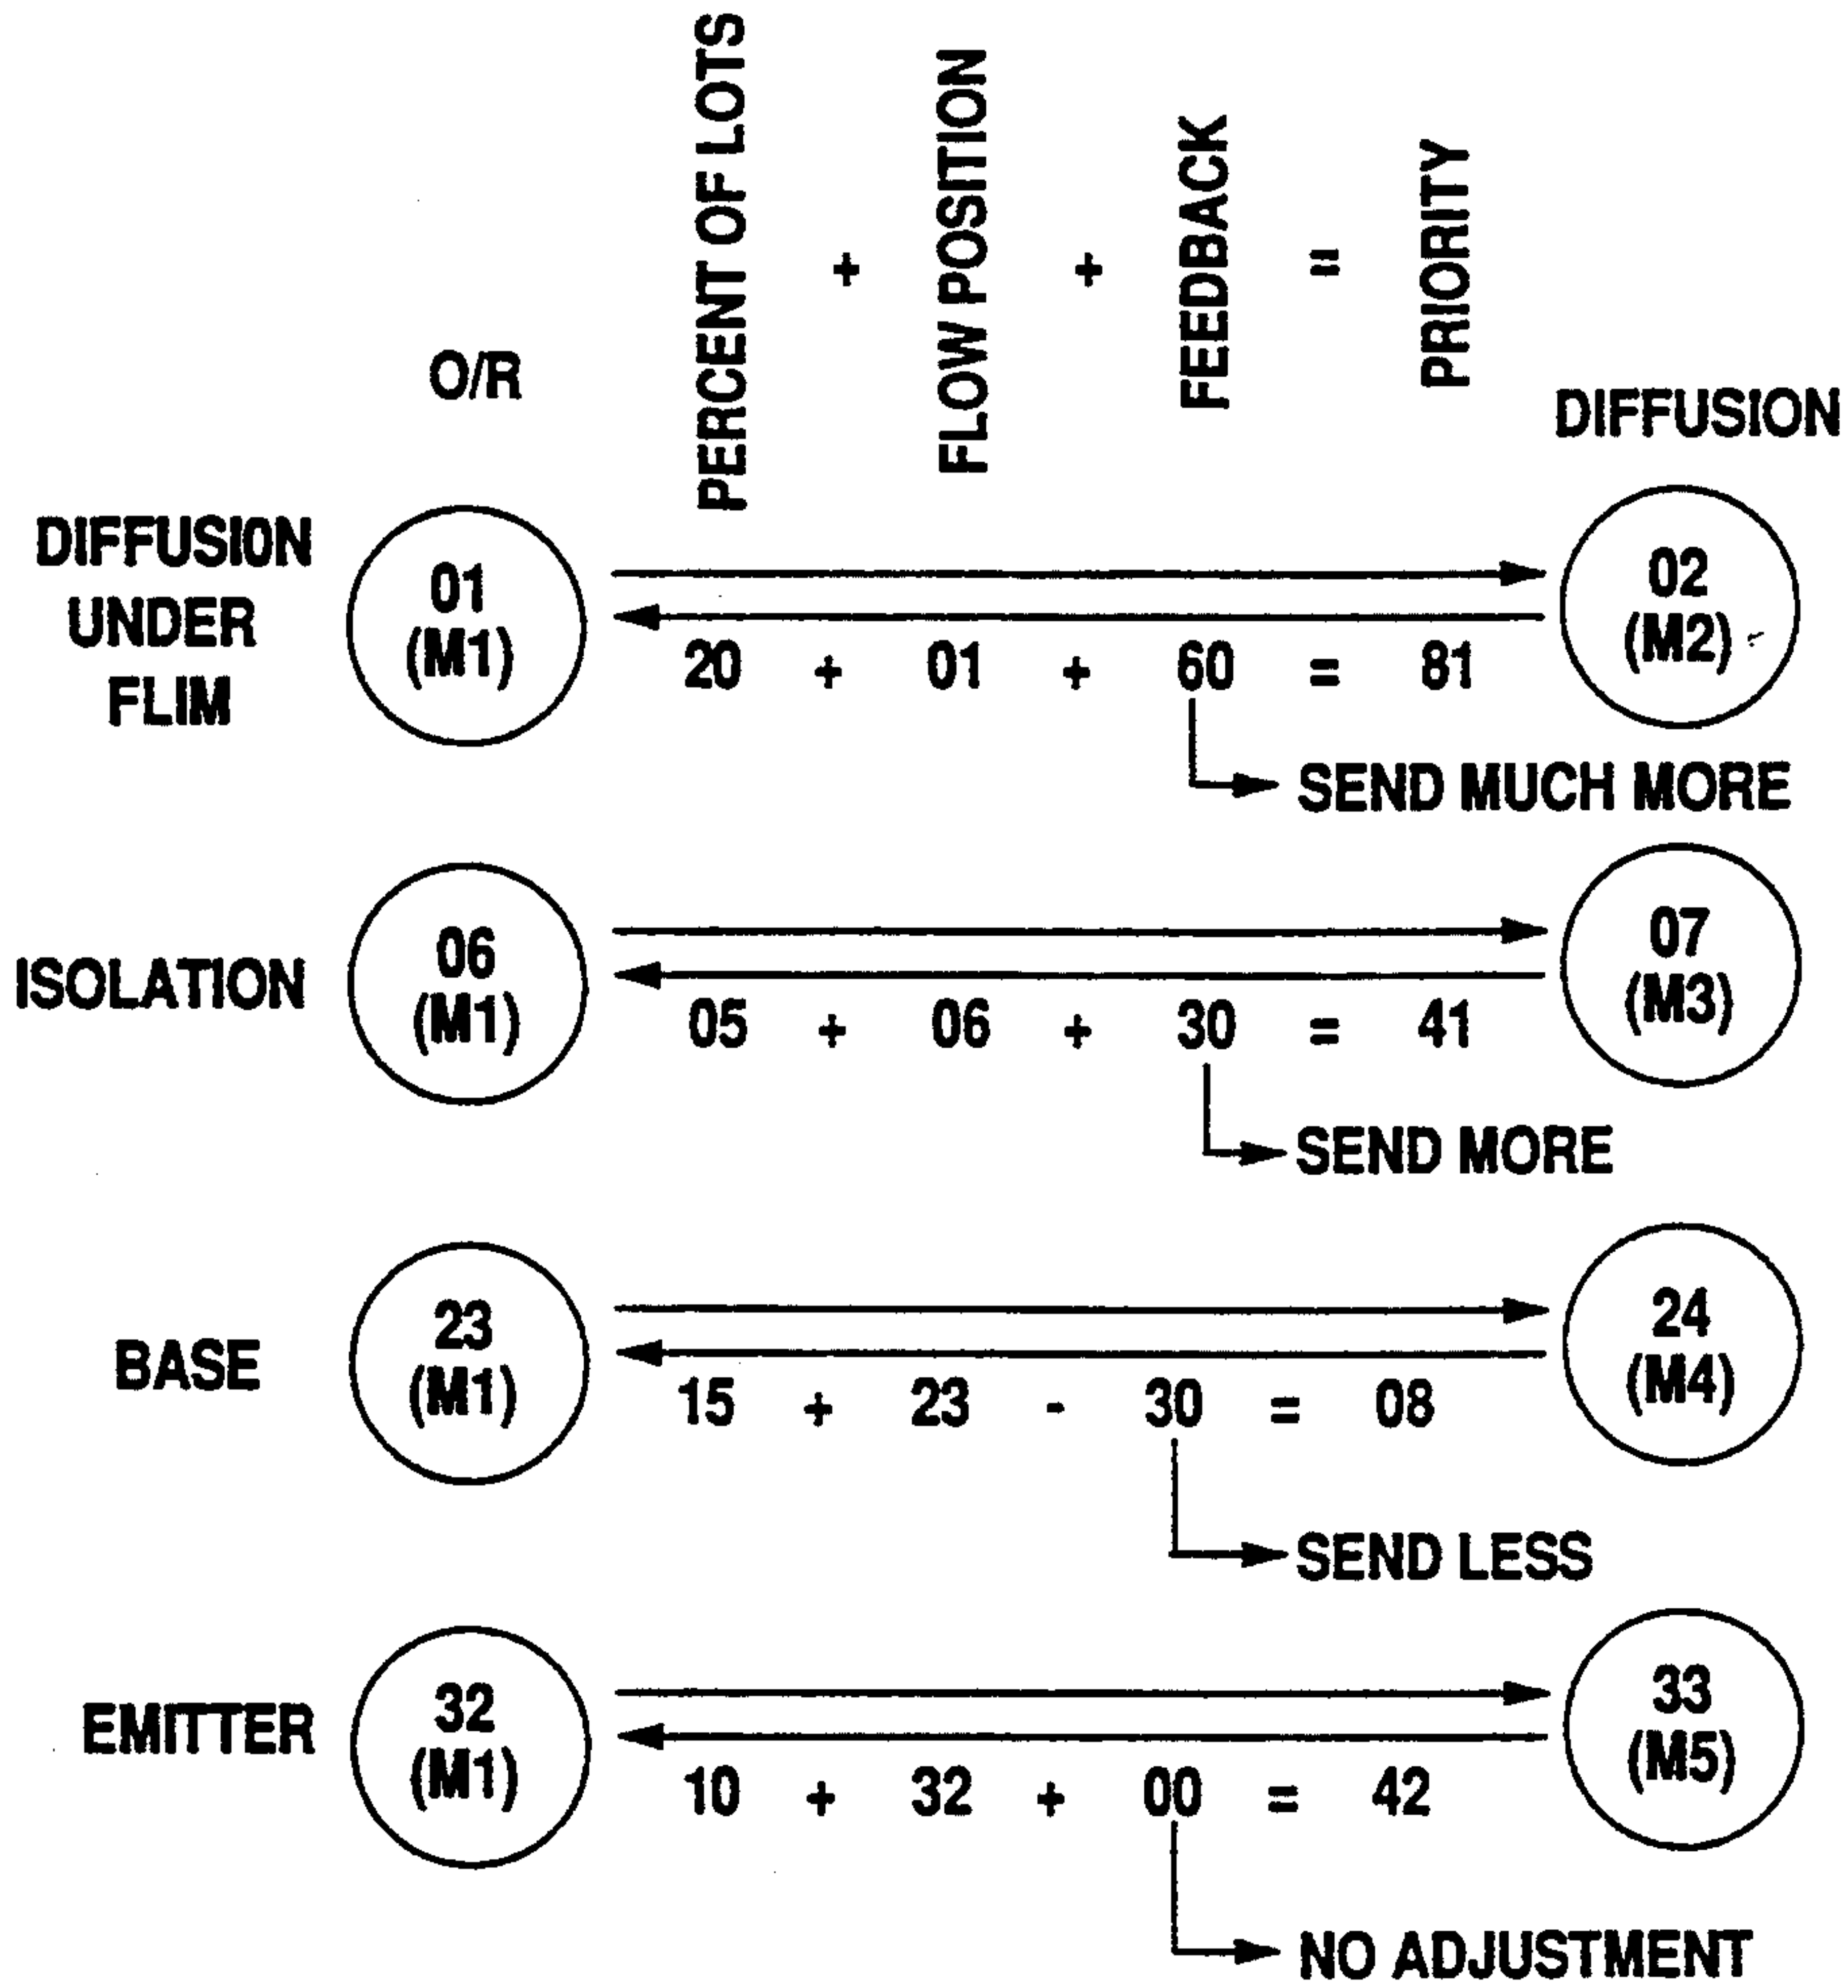 PERCENT OF LOTS + FLOW POSITION + FEEDBACK = PRIORITY
O/R
DIFFUSION
DIFFUSION
UNDER
FLIM
01
(M1)
02
(M2)
20 + 01 + 60 = 81
SEND MUCH MORE
ISOLATION
06
(M1)
07
(M3)
05 + 06 + 30 = 41
SEND MORE
BASE
23
(M1)
24
(M4)
15 + 23 - 30 = 08
SEND LESS
EMITTER
32
(M1)
33
(M5)
10 + 32 + 00 = 42
NO ADJUSTMENT